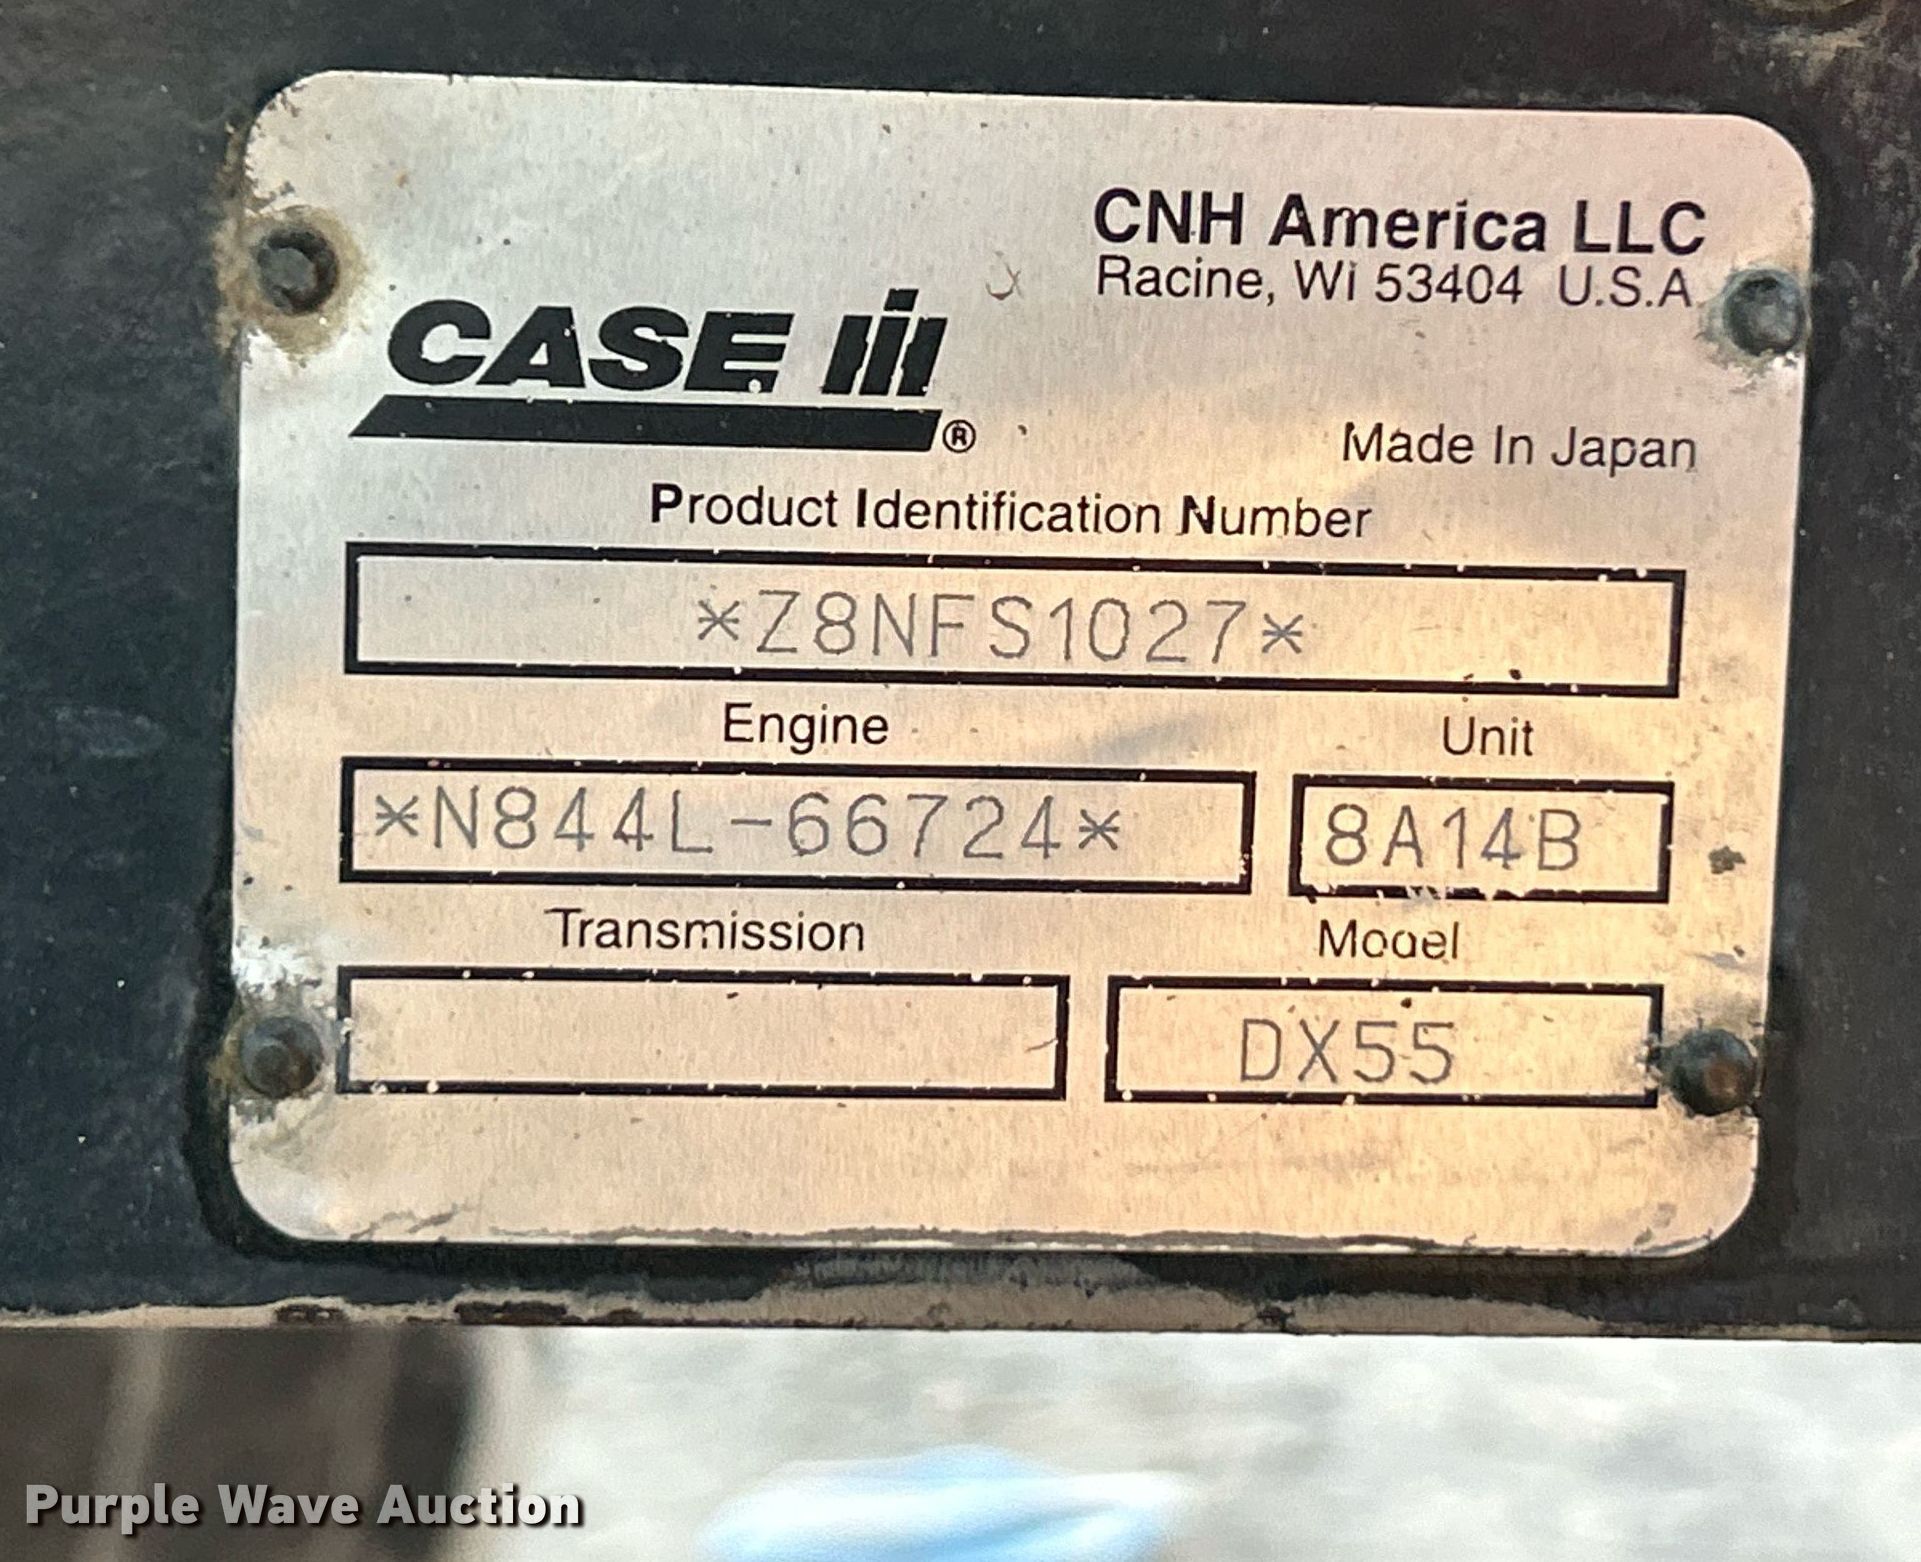 CNH America LLC
Racine, Wi 53404 U.S.A
CASE IH®
Made In Japan
Product Identification Number
*Z8NFS1027*
Engine
Unit
*N844L-66724*
8A14B
Transmission
Model
DX55
Purple Wave Auction